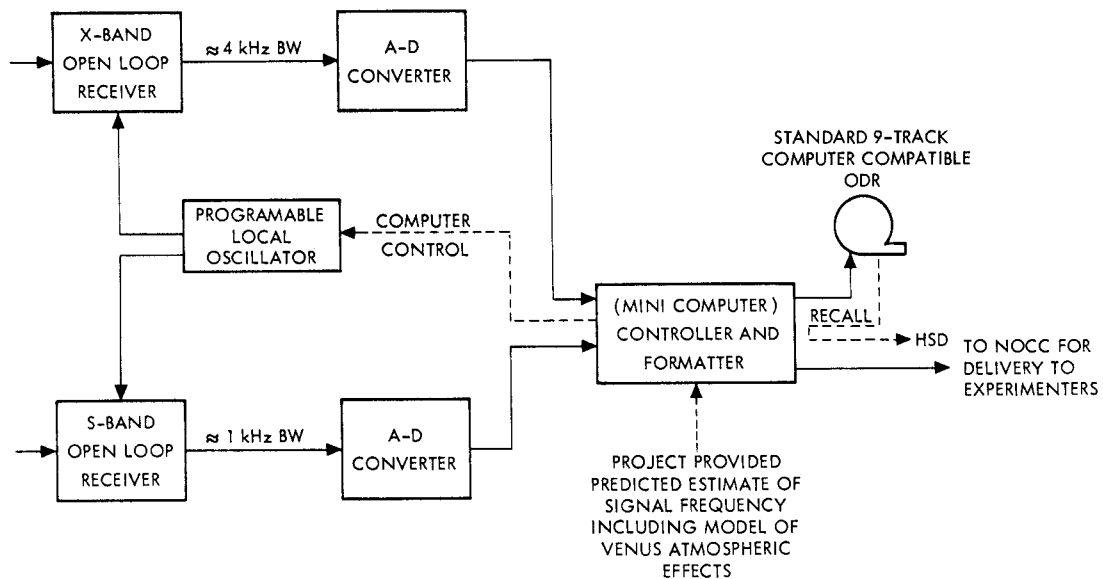 X-BAND
OPEN LOOP
RECEIVER
≈ 4 kHz BW
A-D
CONVERTER
STANDARD 9-TRACK
COMPUTER COMPATIBLE
ODR
PROGRAMABLE
LOCAL
OSCILLATOR
COMPUTER
CONTROL
(MINI COMPUTER)
CONTROLLER AND
FORMATTER
RECALL
HSD
TO NOCC FOR
DELIVERY TO
EXPERIMENTERS
S-BAND
OPEN LOOP
RECEIVER
≈ 1 kHz BW
A-D
CONVERTER
PROJECT PROVIDED
PREDICTED ESTIMATE OF
SIGNAL FREQUENCY
INCLUDING MODEL OF
VENUS ATMOSPHERIC
EFFECTS